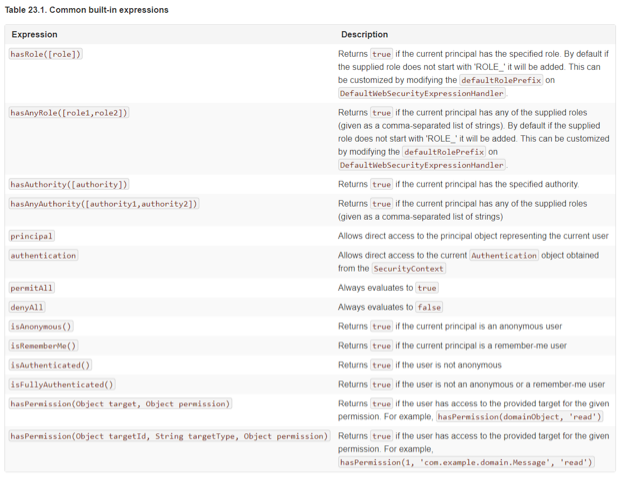 Table 23.1. Common built-in expressions
Expression Description
hasRole([role]) Returns true if the current principal has the specified role. By default if
the supplied role does not start with 'ROLE_' it will be added. This can
be customized by modifying the defaultRolePrefix on
DefaultWebSecurityExpressionHandler.
hasAnyRole([role1,role2]) Returns true if the current principal has any of the supplied roles
(given as a comma-separated list of strings). By default if the supplied
role does not start with 'ROLE_' it will be added. This can be customized
by modifying the defaultRolePrefix on
DefaultWebSecurityExpressionHandler.
hasAuthority([authority]) Returns true if the current principal has the specified authority.
hasAnyAuthority([authority1,authority2]) Returns true if the current principal has any of the supplied roles
(given as a comma-separated list of strings)
principal Allows direct access to the principal object representing the current user
authentication Allows direct access to the current Authentication object obtained
from the SecurityContext
permitAll Always evaluates to true
denyAll Always evaluates to false
isAnonymous() Returns true if the current principal is an anonymous user
isRememberMe() Returns true if the current principal is a remember-me user
isAuthenticated() Returns true if the user is not anonymous
isFullyAuthenticated() Returns true if the user is not an anonymous or a remember-me user
hasPermission(Object target, Object permission) Returns true if the user has access to the provided target for the given
permission. For example, hasPermission(domainObject, 'read')
hasPermission(Object targetId, String targetType, Object permission) Returns true if the user has access to the provided target for the given
permission. For example,
hasPermission(1, 'com.example.domain.Message', 'read')